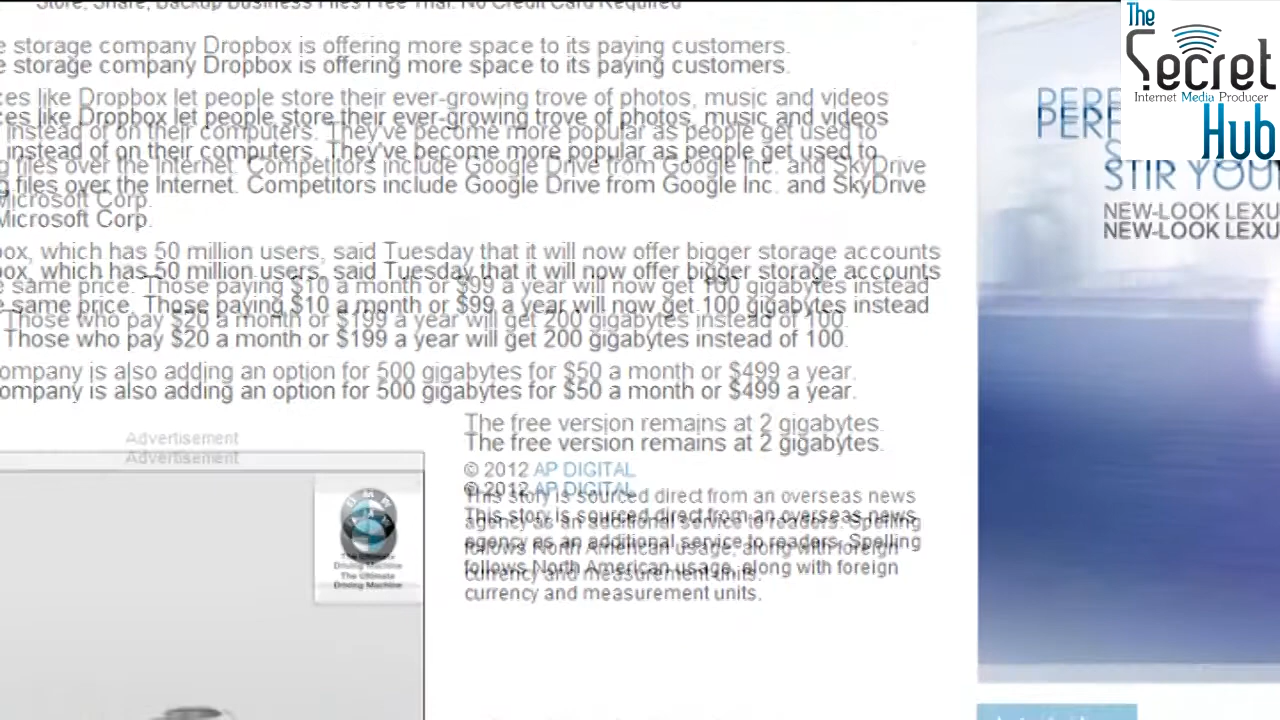 Store, Share, Backup Business Files Free Trial. No Credit Card Required
The
Secret
Internet Media Producer
Hub
e storage company Dropbox is offering more space to its paying customers.
ces like Dropbox let people store their ever-growing trove of photos, music and videos
instead of on their computers. They've become more popular as people get used to
g files over the Internet. Competitors include Google Drive from Google Inc. and SkyDrive
Microsoft Corp.
box, which has 50 million users, said Tuesday that it will now offer bigger storage accounts
e same price. Those paying $10 a month or $99 a year will now get 100 gigabytes instead
Those who pay $20 a month or $199 a year will get 200 gigabytes instead of 100.
ompany is also adding an option for 500 gigabytes for $50 a month or $499 a year.
The free version remains at 2 gigabytes.
© 2012 AP DIGITAL
This story is sourced direct from an overseas news
agency as an additional service to readers. Spelling
follows North American usage, along with foreign
currency and measurement units.
Advertisement
The Ultimate
Driving Machine
PERF
STIR YOU
NEW-LOOK LEXU